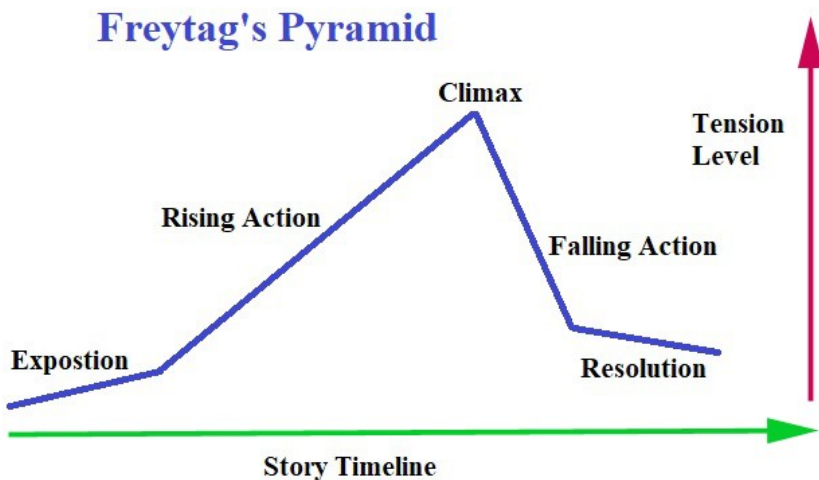 Freytag's Pyramid
Climax
Tension
Level
Rising Action
Falling Action
Expostion
Resolution
Story Timeline